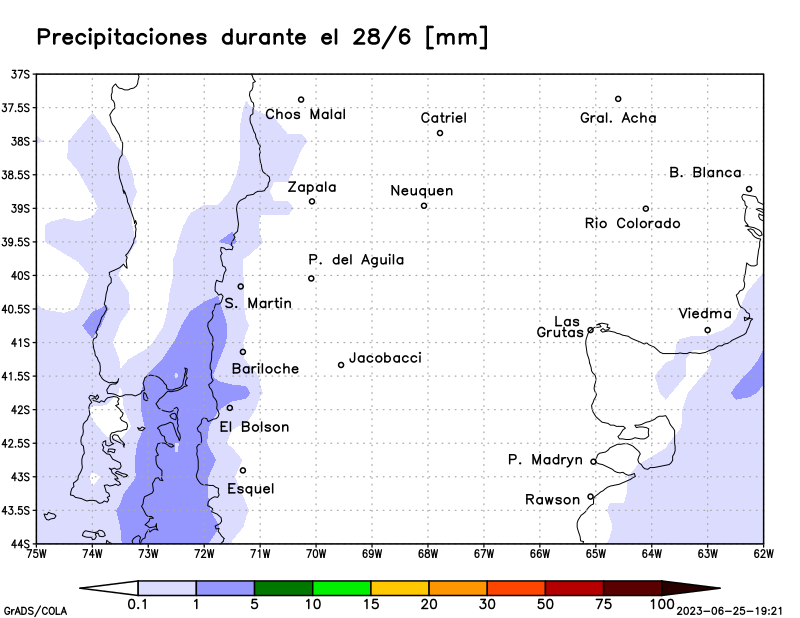 Precipitaciones durante el 28/6 [mm]
37S
37.5S
38S
38.5S
39S
39.5S
40S
40.5S
41S
41.5S
42S
42.5S
43S
43.5S
44S
Chos Malal
Catriel
Gral. Acha
B. Blanca
Zapala
Neuquen
Rio Colorado
P. del Aguila
S. Martin
Viedma
Las
Grutas
Jacobacci
Bariloche
El Bolson
P. Madryn
Esquel
Rawson
75W 74W 73W 72W 71W 70W 69W 68W 67W 66W 65W 64W 63W 62W
0.1 1 5 10 15 20 30 50 75 100
GrADS/COLA 2023-06-25-19:21